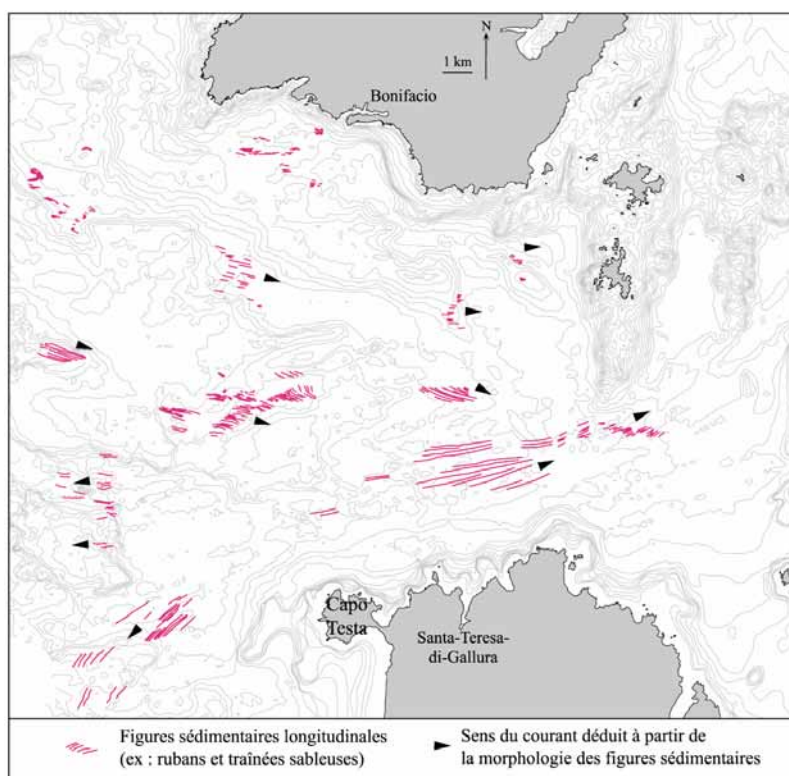 N
1 km
Bonifacio
Capo
Testa
Santa-Teresa-
di-Gallura
Figures sédimentaires longitudinales
(ex : rubans et traînées sableuses)
Sens du courant déduit à partir de
la morphologie des figures sédimentaires